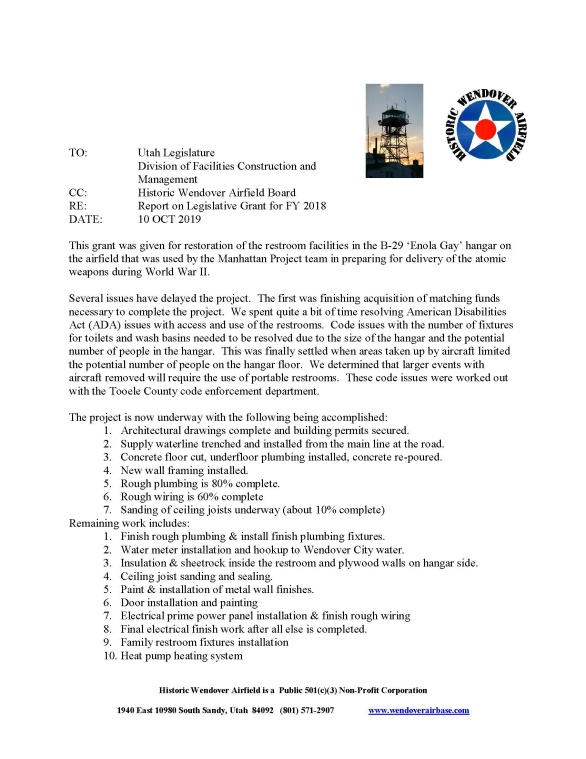 HISTORIC WENDOVER AIRFIELD
TO: Utah Legislature
Division of Facilities Construction and
Management
CC: Historic Wendover Airfield Board
RE: Report on Legislative Grant for FY 2018
DATE: 10 OCT 2019
This grant was given for restoration of the restroom facilities in the B-29 ‘Enola Gay’ hangar on
the airfield that was used by the Manhattan Project team in preparing for delivery of the atomic
weapons during World War II.
Several issues have delayed the project. The first was finishing acquisition of matching funds
necessary to complete the project. We spent quite a bit of time resolving American Disabilities
Act (ADA) issues with access and use of the restrooms. Code issues with the number of fixtures
for toilets and wash basins needed to be resolved due to the size of the hangar and the potential
number of people in the hangar. This was finally settled when areas taken up by aircraft limited
the potential number of people on the hangar floor. We determined that larger events with
aircraft removed will require the use of portable restrooms. These code issues were worked out
with the Tooele County code enforcement department.
The project is now underway with the following being accomplished:
1. Architectural drawings complete and building permits secured.
2. Supply waterline trenched and installed from the main line at the road.
3. Concrete floor cut, underfloor plumbing installed, concrete re-poured.
4. New wall framing installed.
5. Rough plumbing is 80% complete.
6. Rough wiring is 60% complete
7. Sanding of ceiling joists underway (about 10% complete)
Remaining work includes:
1. Finish rough plumbing & install finish plumbing fixtures.
2. Water meter installation and hookup to Wendover City water.
3. Insulation & sheetrock inside the restroom and plywood walls on hangar side.
4. Ceiling joist sanding and sealing.
5. Paint & installation of metal wall finishes.
6. Door installation and painting
7. Electrical prime power panel installation & finish rough wiring
8. Final electrical finish work after all else is completed.
9. Family restroom fixtures installation
10. Heat pump heating system
Historic Wendover Airfield is a Public 501(c)(3) Non-Profit Corporation
1940 East 10980 South Sandy, Utah 84092 (801) 571-2907 www.wendoverairbase.com